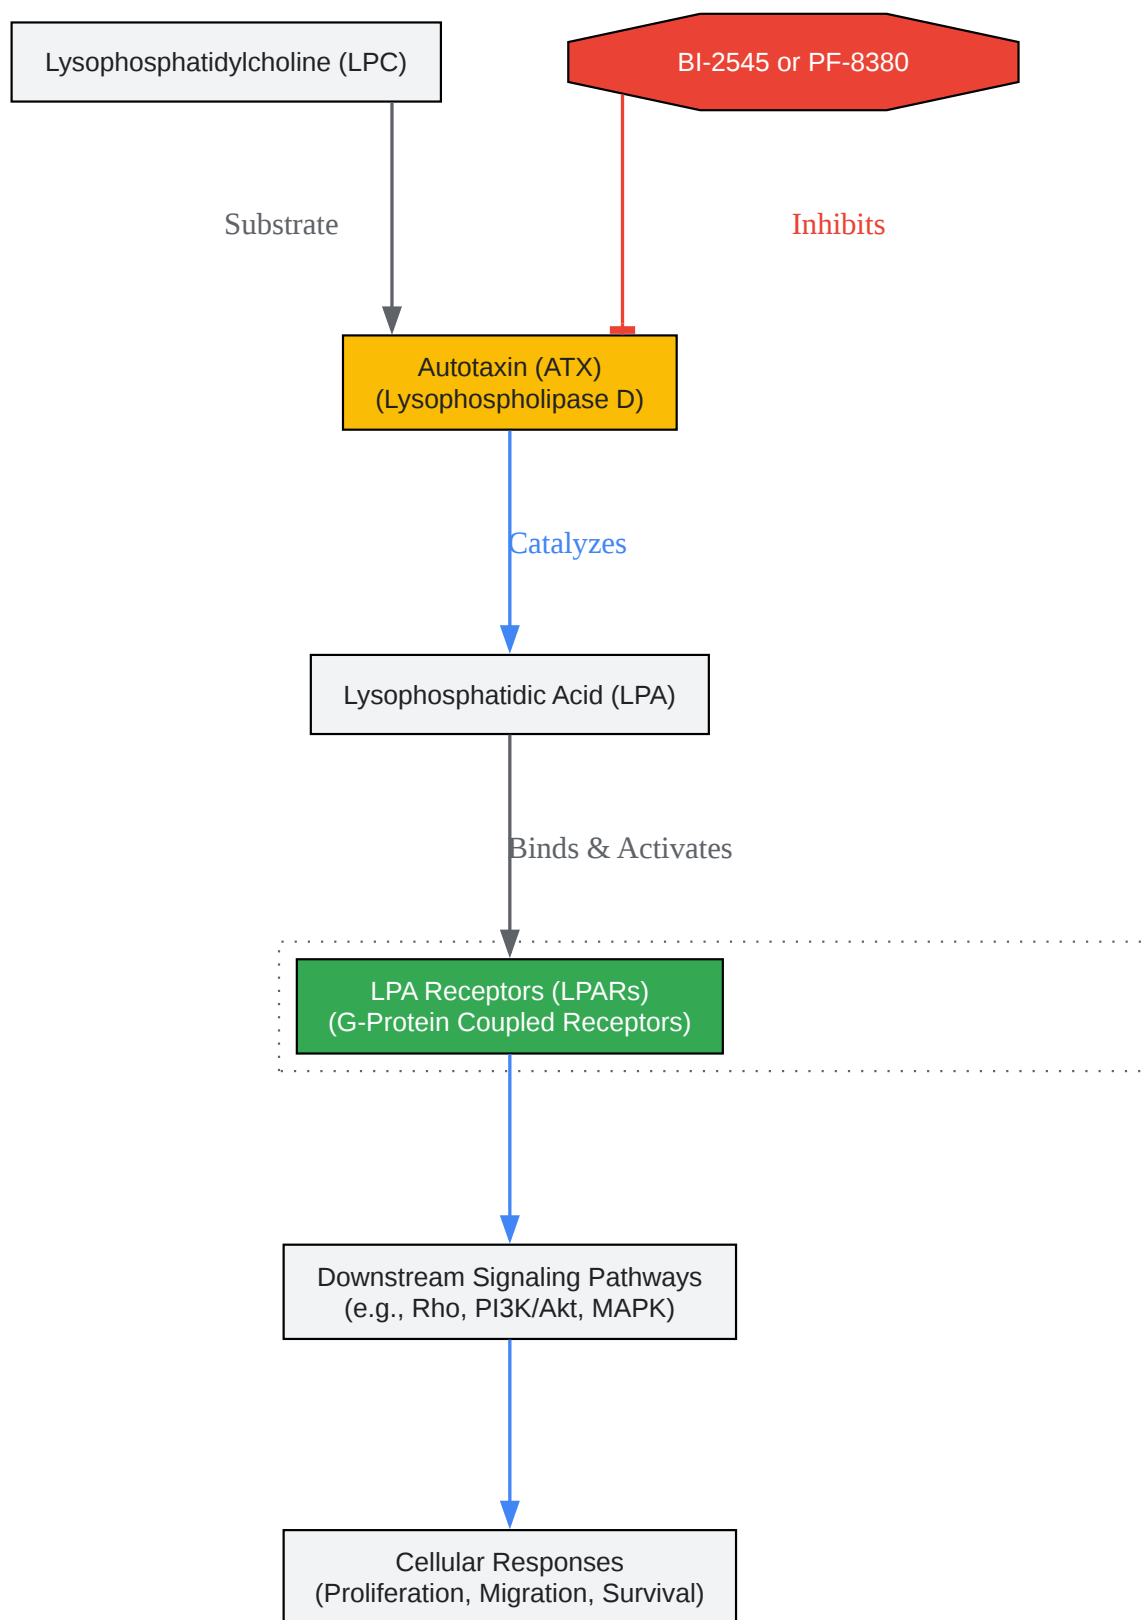 Lysophosphatidylcholine (LPC)
BI-2545 or PF-8380
Substrate
Inhibits
Autotaxin (ATX)
(Lysophospholipase D)
Catalyzes
Lysophosphatidic Acid (LPA)
Binds & Activates
LPA Receptors (LPARs)
(G-Protein Coupled Receptors)
Downstream Signaling Pathways
(e.g., Rho, PI3K/Akt, MAPK)
Cellular Responses
(Proliferation, Migration, Survival)